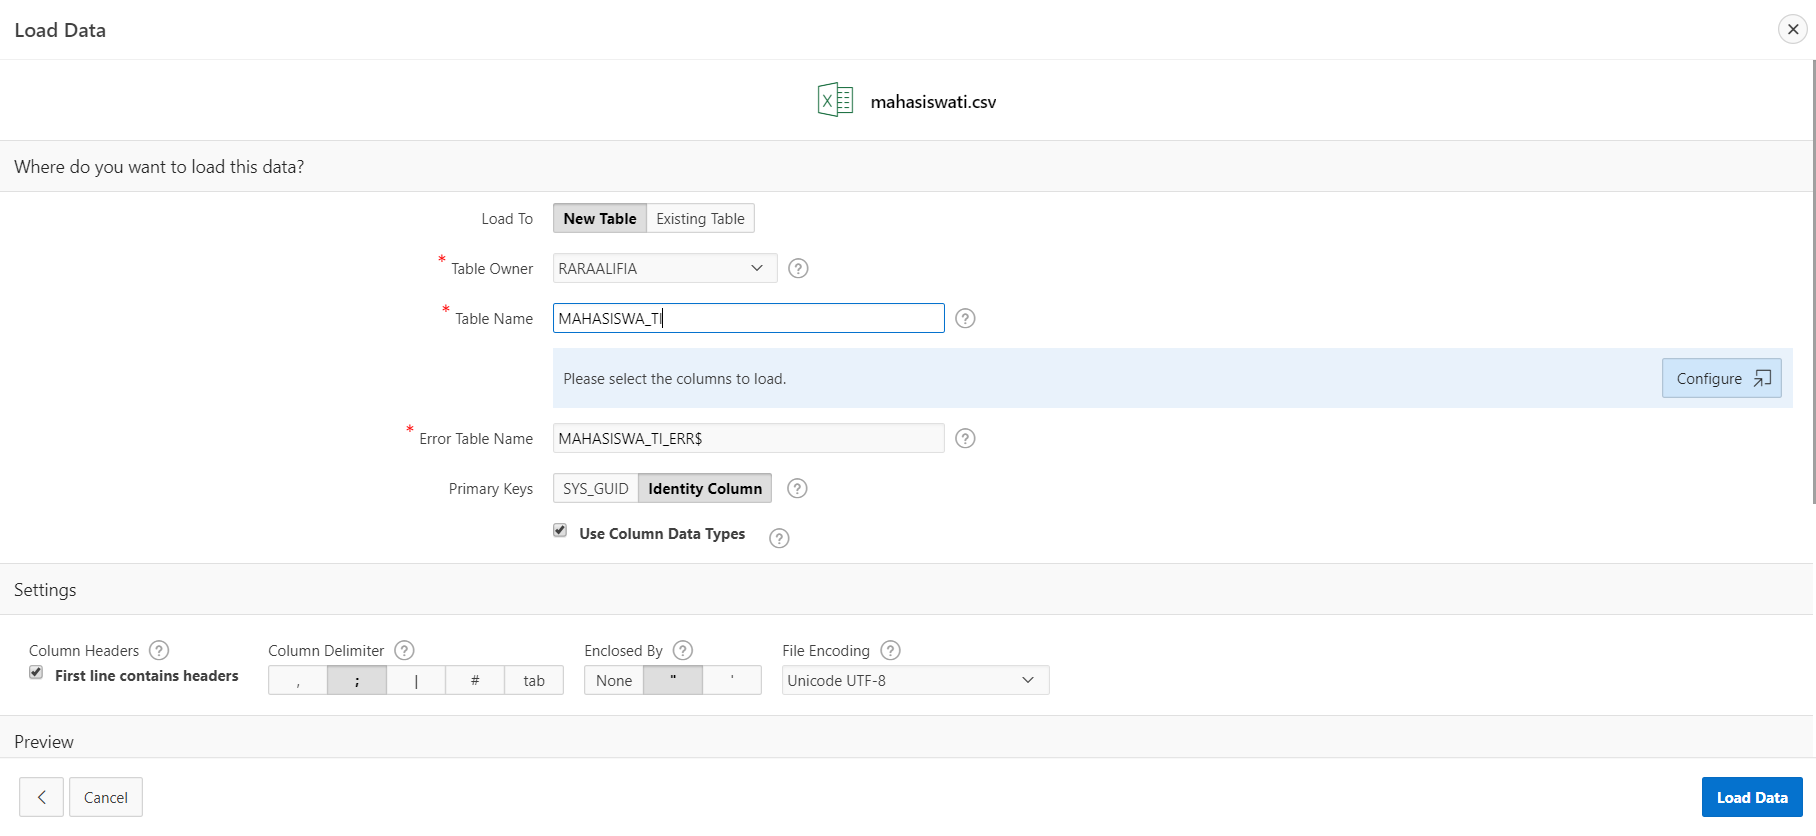 Load Data
mahasiswati.csv
Where do you want to load this data?
Load To New Table Existing Table
* Table Owner RARAALIFIA ?
* Table Name MAHASISWA_TI ?
Please select the columns to load. Configure
* Error Table Name MAHASISWA_TI_ERR$ ?
Primary Keys SYS_GUID Identity Column ?
Use Column Data Types ?
Settings
Column Headers ? Column Delimiter ? Enclosed By ? File Encoding ?
First line contains headers , ; | # tab None " ' Unicode UTF-8
Preview
Cancel Load Data